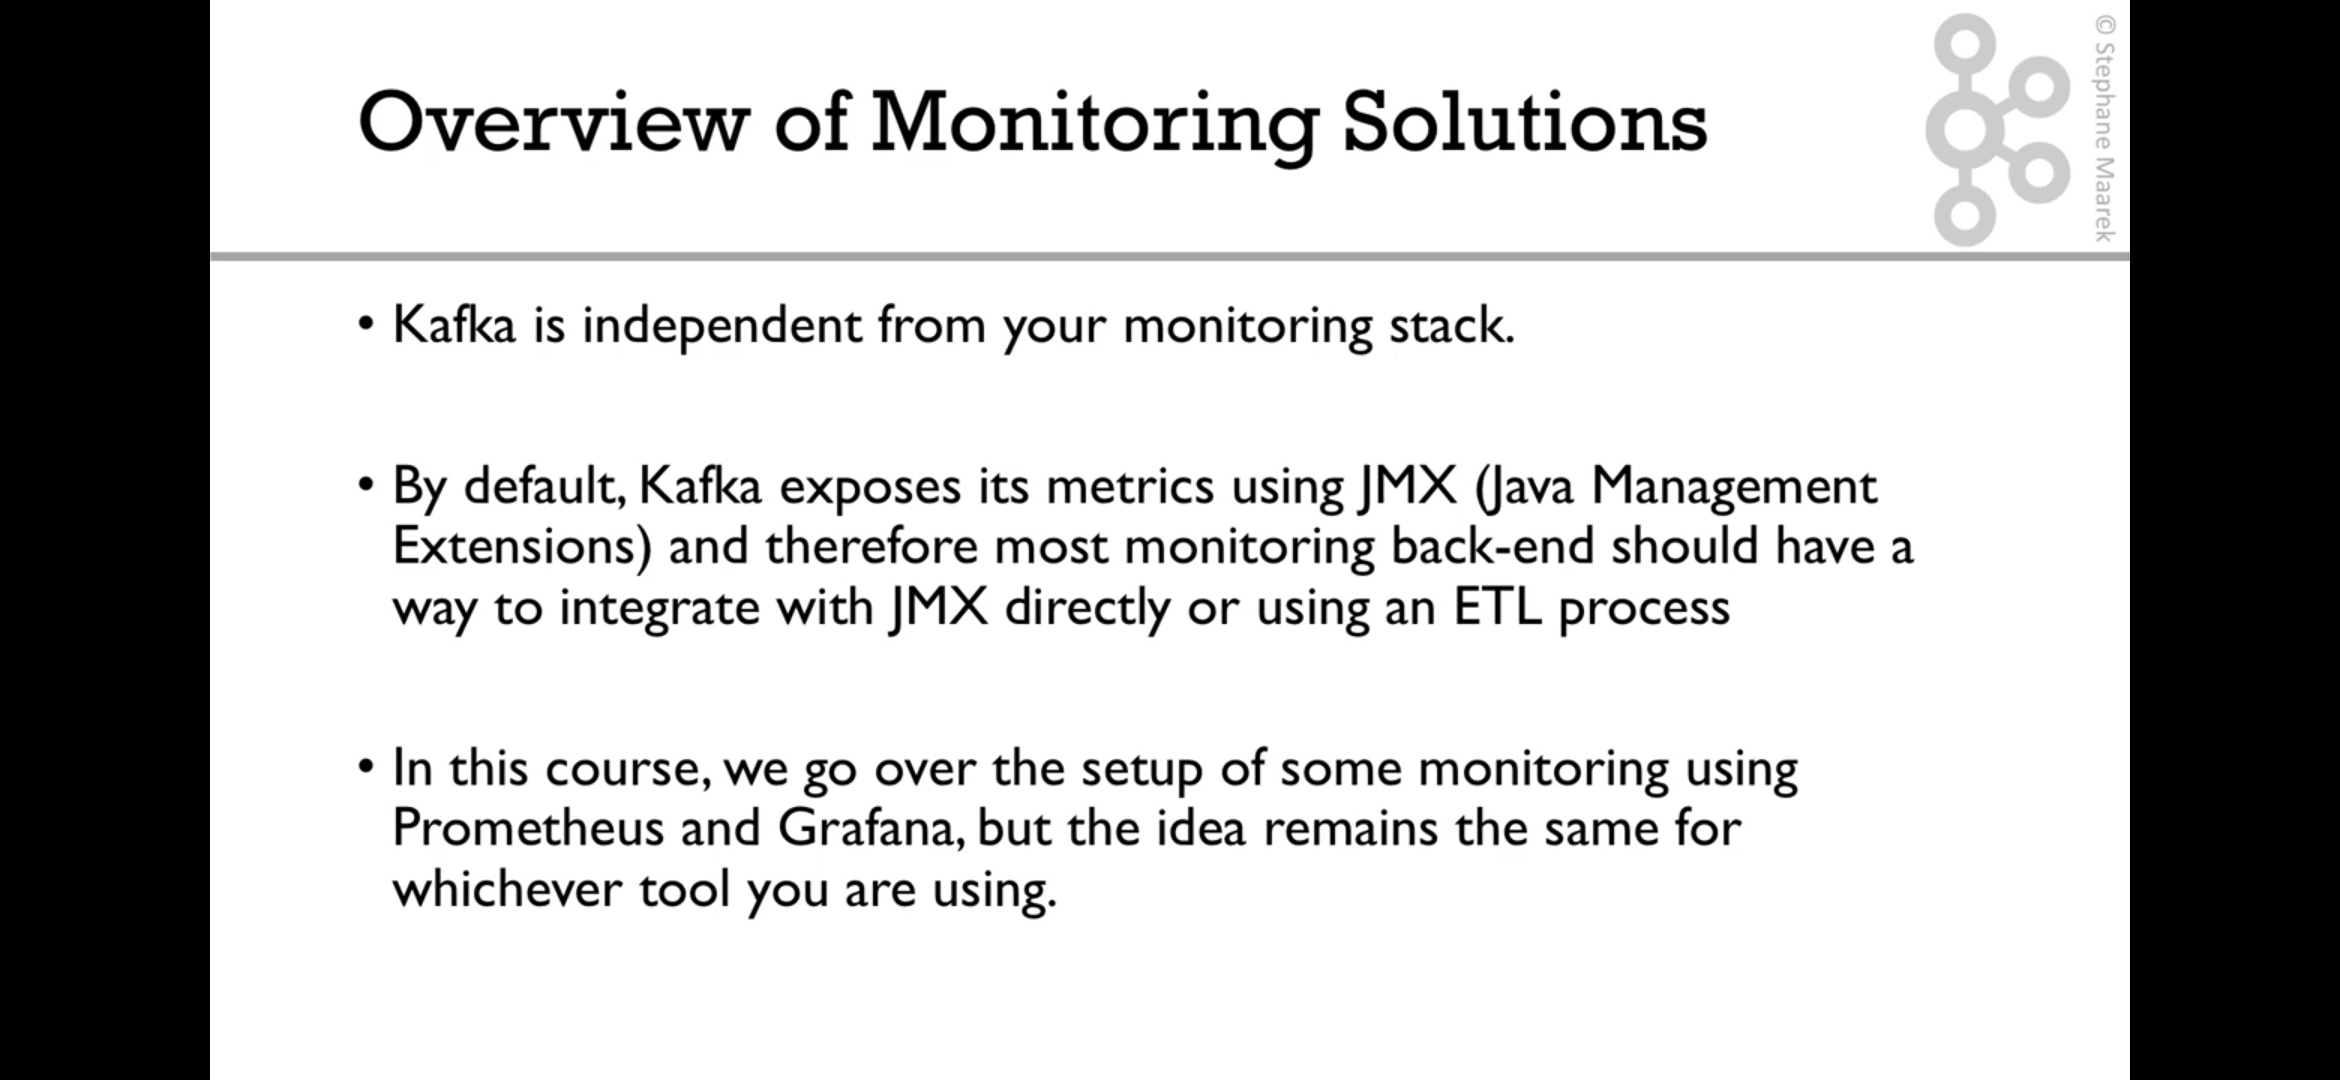 Overview of Monitoring Solutions
© Stephane Maarek
• Kafka is independent from your monitoring stack.
• By default, Kafka exposes its metrics using JMX (Java Management
Extensions) and therefore most monitoring back-end should have a
way to integrate with JMX directly or using an ETL process
• In this course, we go over the setup of some monitoring using
Prometheus and Grafana, but the idea remains the same for
whichever tool you are using.